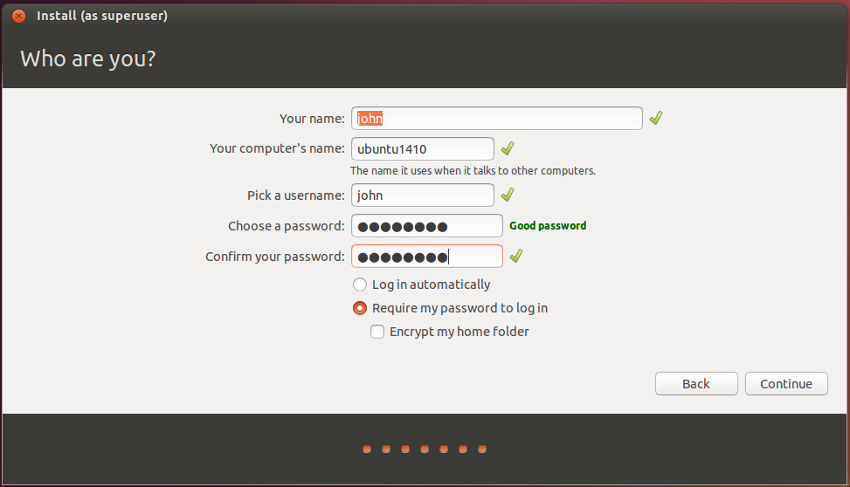 Install (as superuser)
Who are you?
Your name: john
Your computer's name: ubuntu1410
The name it uses when it talks to other computers.
Pick a username: john
Choose a password: ●●●●●●●● Good password
Confirm your password: ●●●●●●●●
Log in automatically
Require my password to log in
Encrypt my home folder
Back Continue